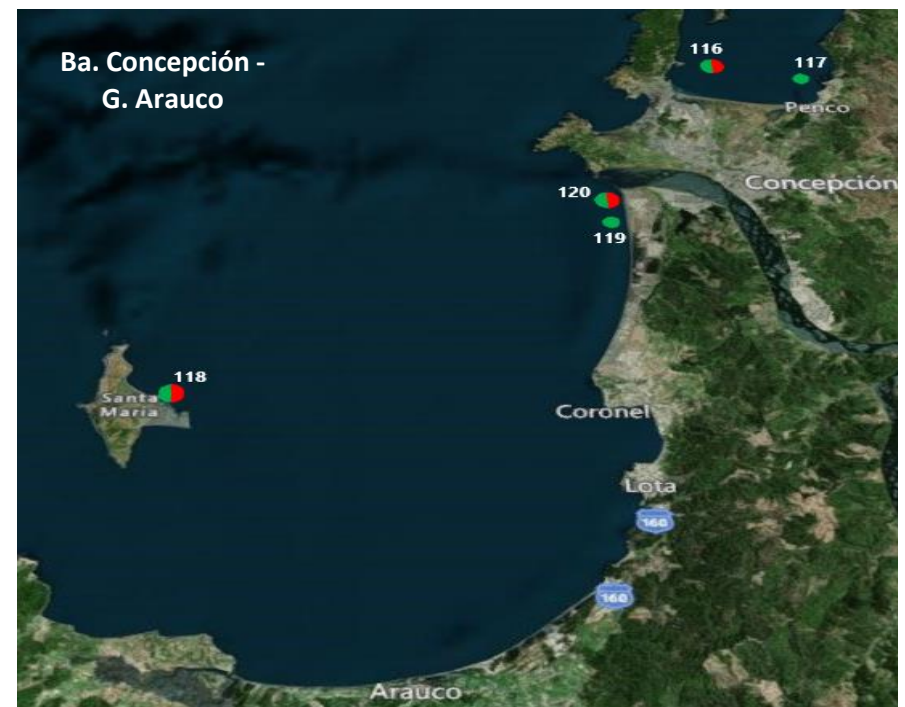 Ba. Concepción -
G. Arauco
116
117
Penco
Concepción
120
119
118
Santa
Maria
Coronel
Lota
160
160
Arauco